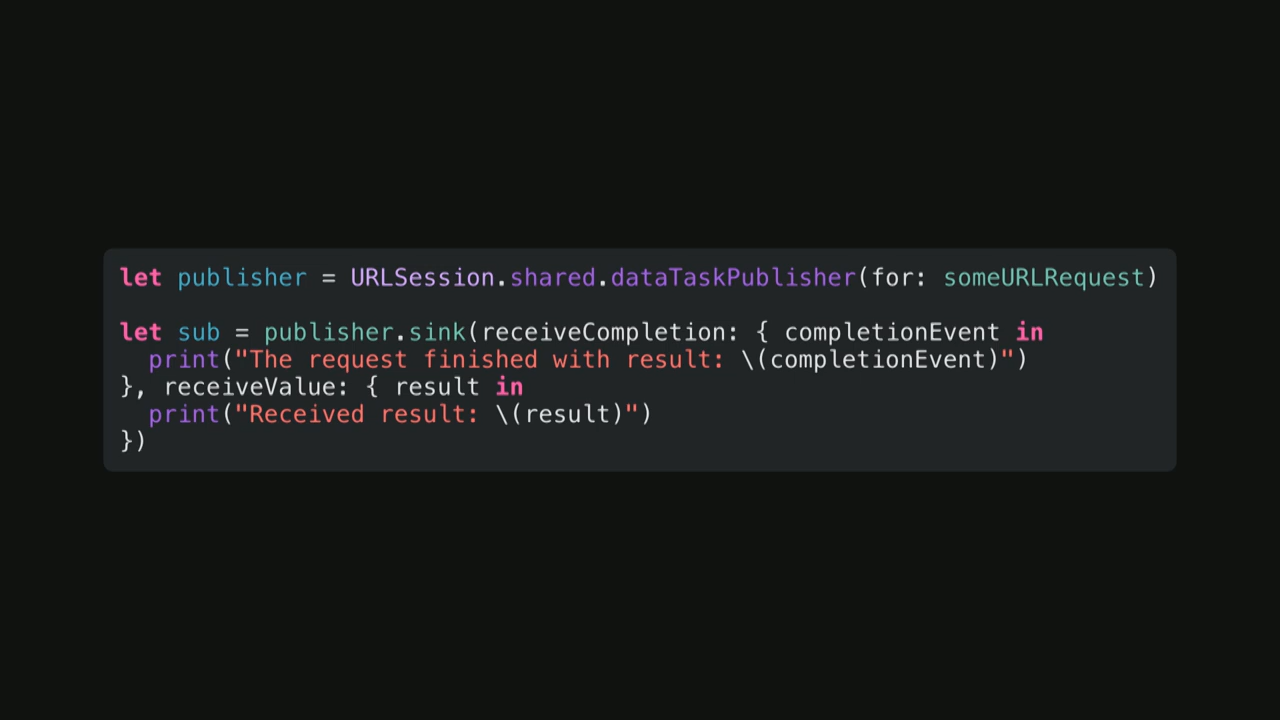 let publisher = URLSession.shared.dataTaskPublisher(for: someURLRequest)
let sub = publisher.sink(receiveCompletion: { completionEvent in
  print("The request finished with result: \(completionEvent)")
}, receiveValue: { result in
  print("Received result: \(result)")
})